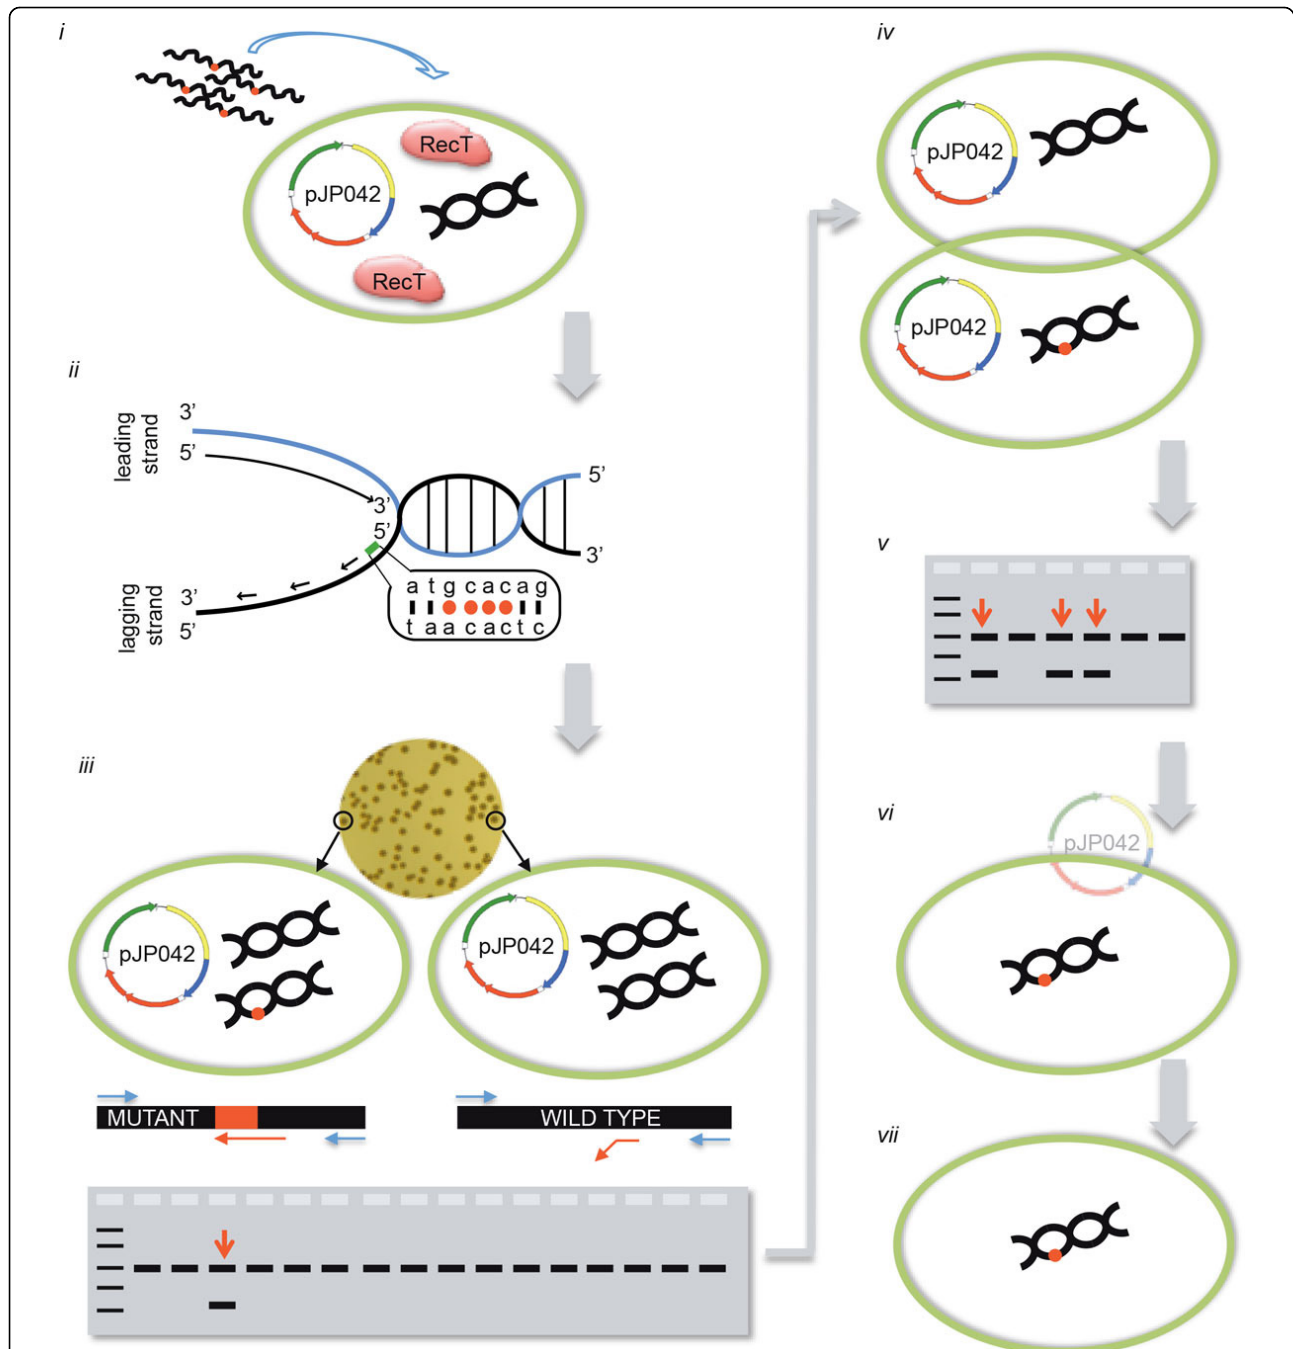 i
RecT
pJP042
RecT
ii
leading
strand
3’
5’
3’
5’
5’
3’
lagging
strand
3’
5’
a t g c a c a g
t a a c a c t c
iii
pJP042
pJP042
MUTANT
WILD TYPE
iv
pJP042
pJP042
v
vi
pJP042
vii